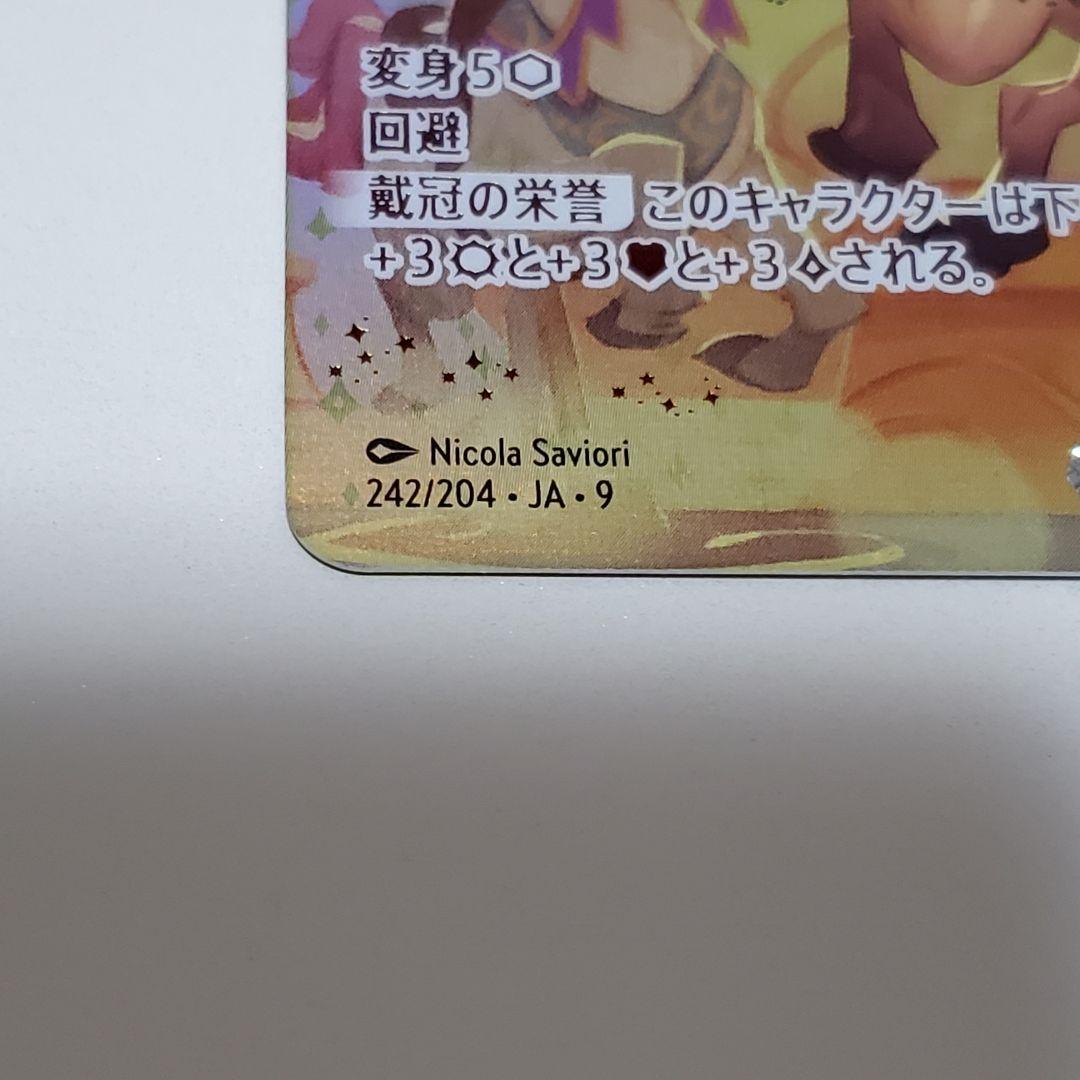 変身5⬡
回避
戴冠の栄誉 このキャラクターは下
+3¤と+3♥と+3◇される。
Nicola Saviori
242/204・JA・9